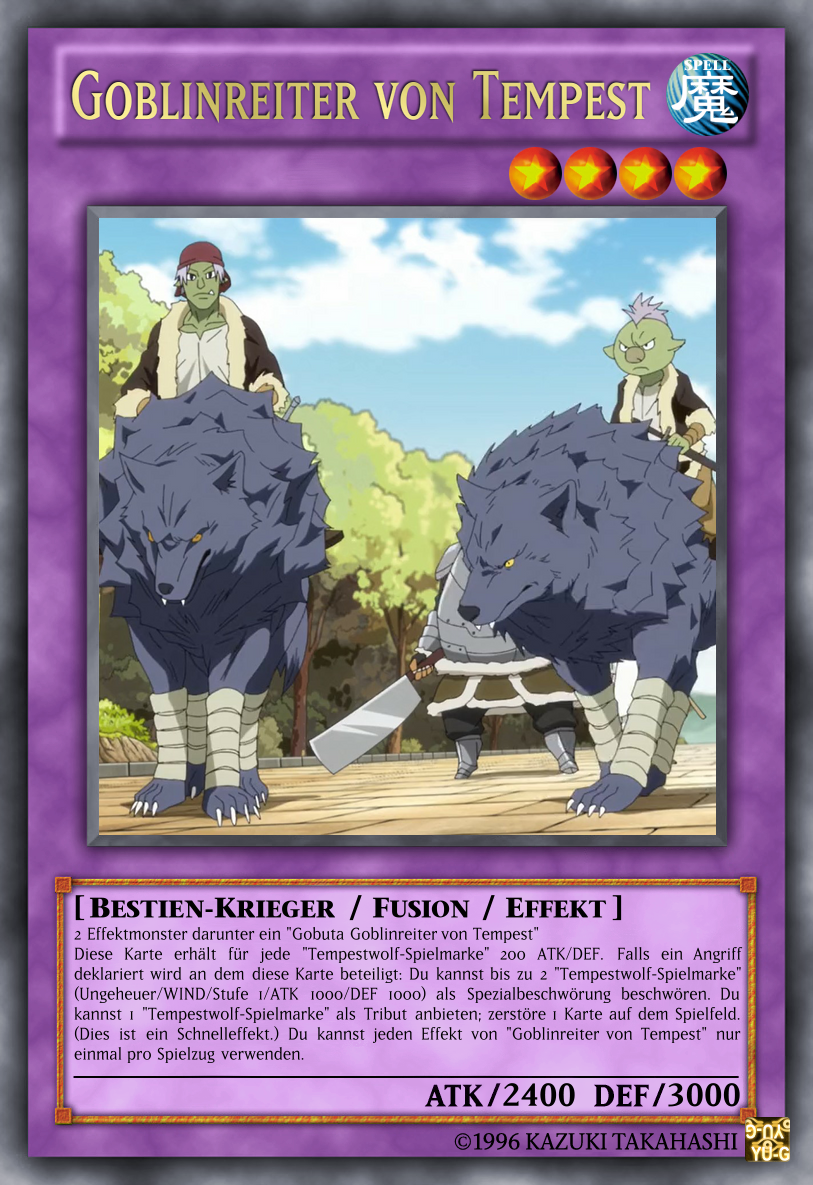 Goblinreiter von Tempest
SPELL
魔
[ Bestien-Krieger / Fusion / Effekt ]
2 Effektmonster darunter ein "Gobuta Goblinreiter von Tempest"
Diese Karte erhält für jede "Tempestwolf-Spielmarke" 200 ATK/DEF. Falls ein Angriff
deklariert wird an dem diese Karte beteiligt: Du kannst bis zu 2 "Tempestwolf-Spielmarke"
(Ungeheuer/WIND/Stufe 1/ATK 1000/DEF 1000) als Spezialbeschwörung beschwören. Du
kannst 1 "Tempestwolf-Spielmarke" als Tribut anbieten; zerstöre 1 Karte auf dem Spielfeld.
(Dies ist ein Schnelleffekt.) Du kannst jeden Effekt von "Goblinreiter von Tempest" nur
einmal pro Spielzug verwenden.
ATK/2400 DEF/3000
©1996 KAZUKI TAKAHASHI